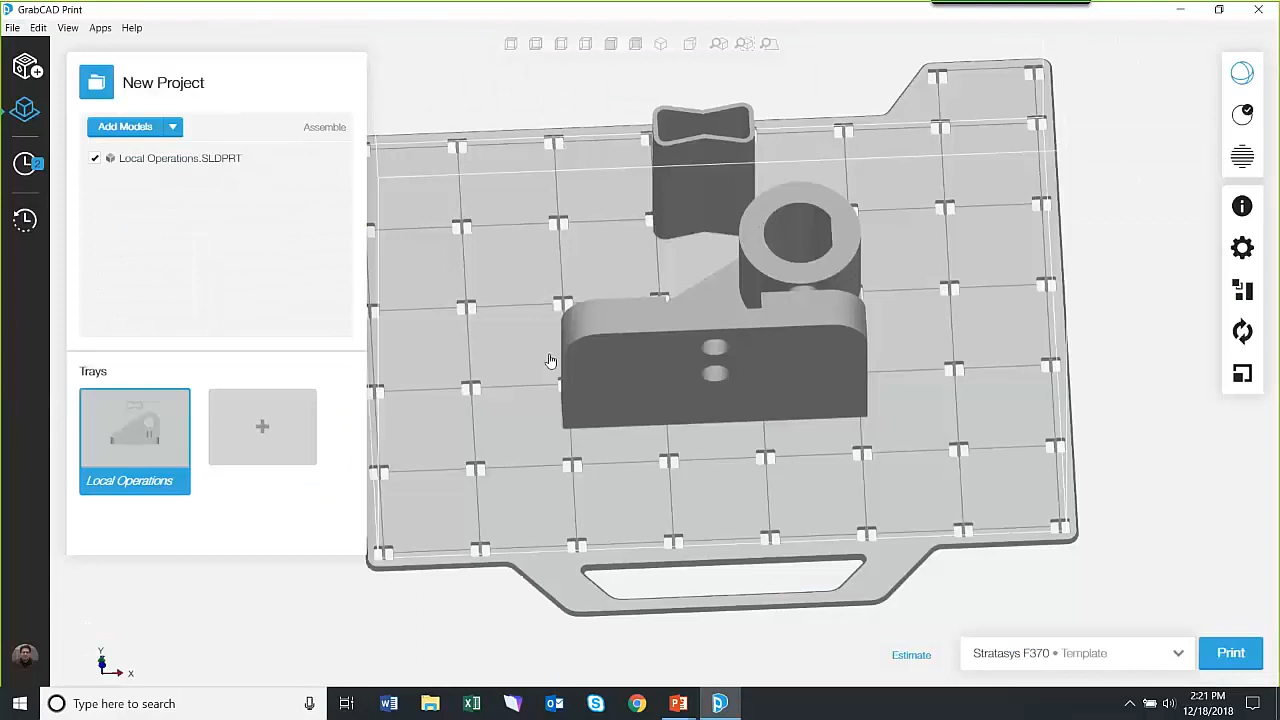 GrabCAD Print
File Edit View Apps Help
New Project
Add Models
Assemble
Local Operations.SLDPRT
2
Trays
+
Local Operations
Y
X
Estimate
Stratasys F370 • Template
Print
Type here to search
2:21 PM
12/18/2018